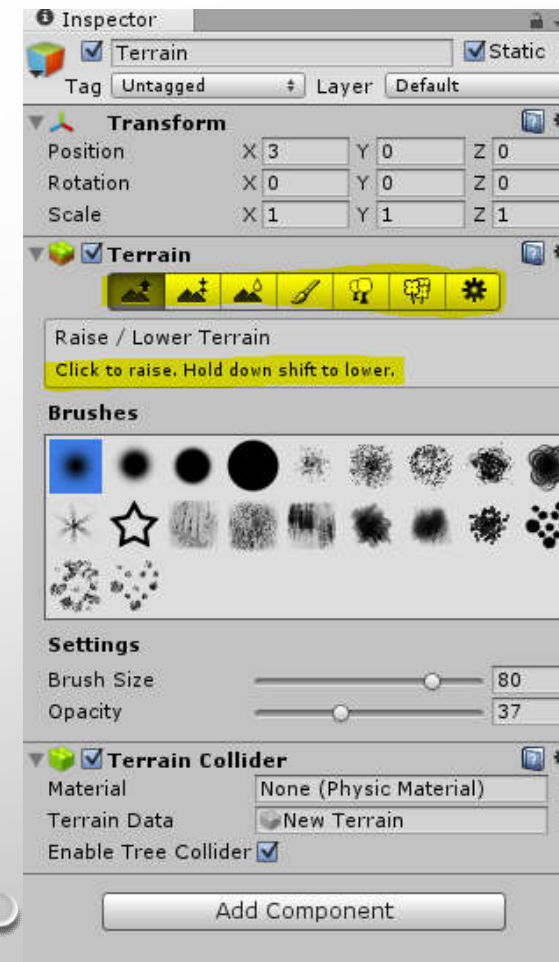 Inspector
Terrain Static
Tag Untagged Layer Default
Transform
Position X 3 Y 0 Z 0
Rotation X 0 Y 0 Z 0
Scale X 1 Y 1 Z 1
Terrain
Raise / Lower Terrain
Click to raise. Hold down shift to lower.
Brushes
Settings
Brush Size 80
Opacity 37
Terrain Collider
Material None (Physic Material)
Terrain Data New Terrain
Enable Tree Collider
Add Component